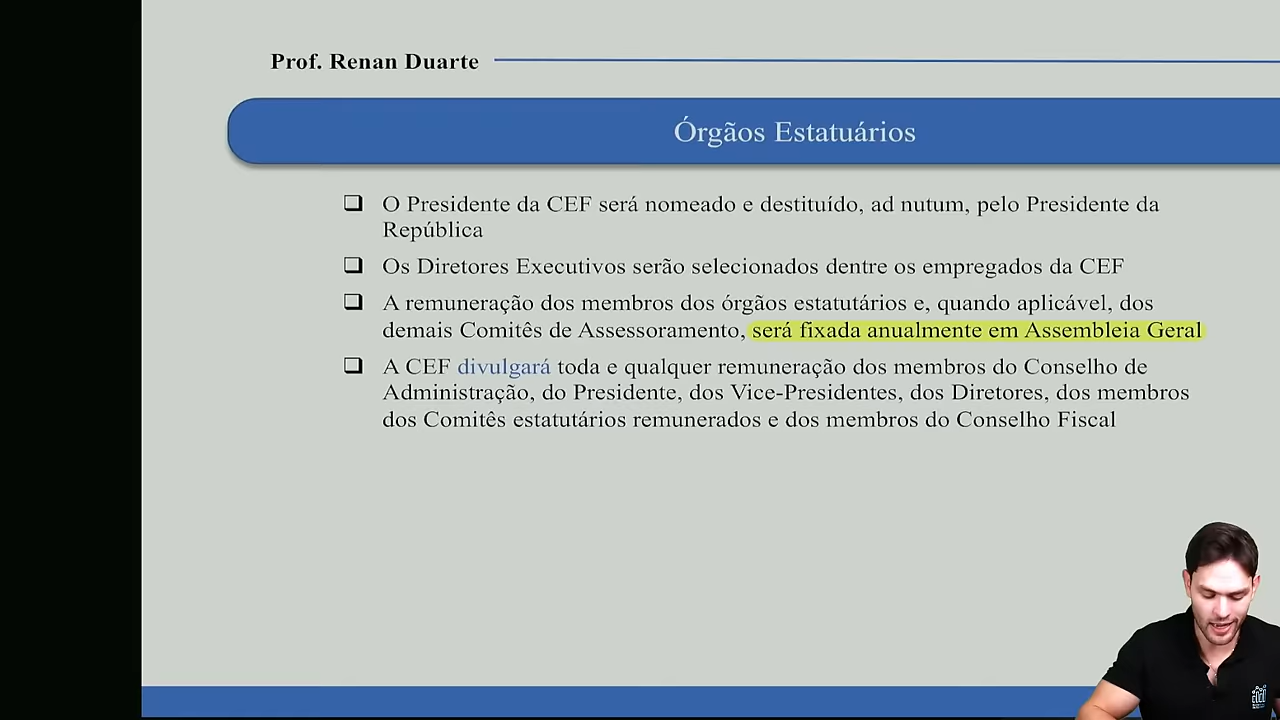 Prof. Renan Duarte
Órgãos Estatuários
❑ O Presidente da CEF será nomeado e destituído, ad nutum, pelo Presidente da
República
❑ Os Diretores Executivos serão selecionados dentre os empregados da CEF
❑ A remuneração dos membros dos órgãos estatutários e, quando aplicável, dos
demais Comitês de Assessoramento, será fixada anualmente em Assembleia Geral
❑ A CEF divulgará toda e qualquer remuneração dos membros do Conselho de
Administração, do Presidente, dos Vice-Presidentes, dos Diretores, dos membros
dos Comitês estatutários remunerados e dos membros do Conselho Fiscal